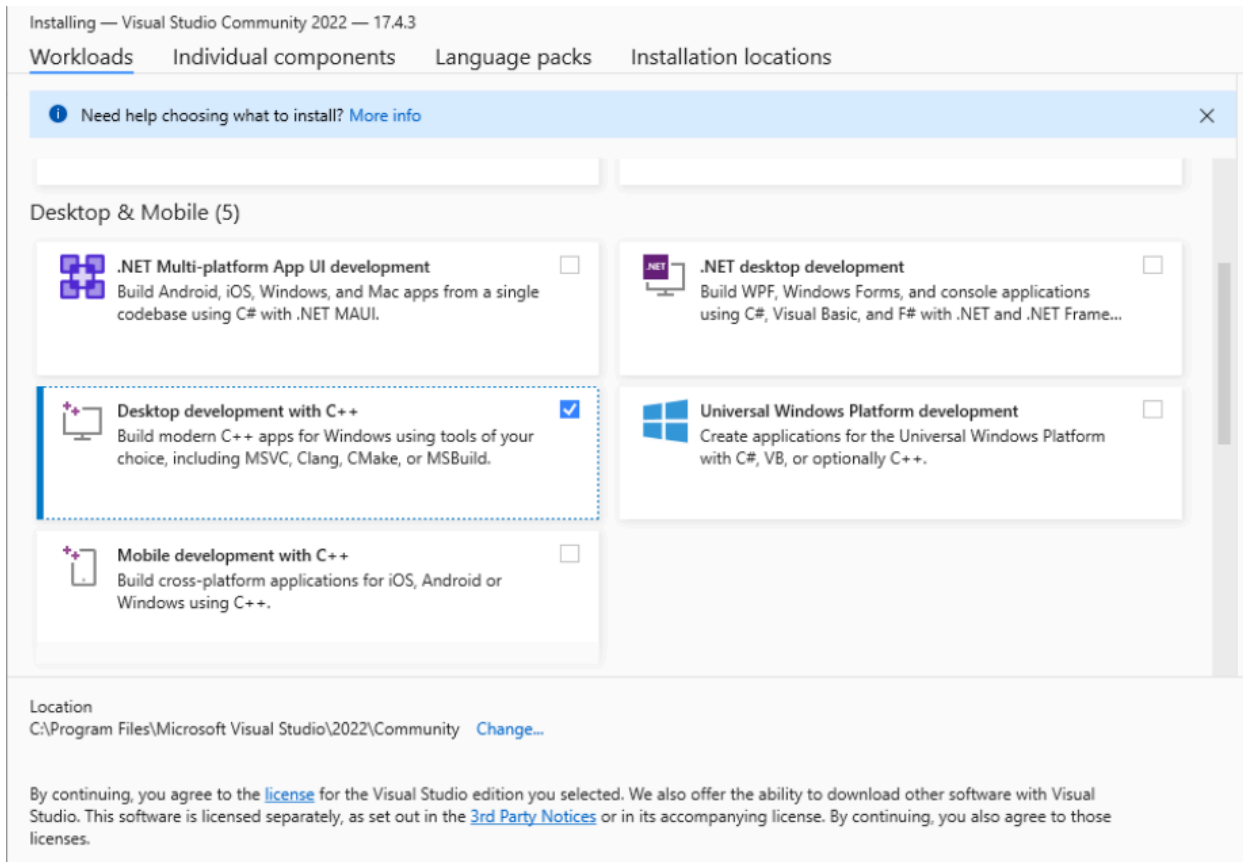 Installing — Visual Studio Community 2022 — 17.4.3
Workloads Individual components Language packs Installation locations
Need help choosing what to install? More info
Desktop & Mobile (5)
.NET Multi-platform App UI development
Build Android, iOS, Windows, and Mac apps from a single
codebase using C# with .NET MAUI.
.NET
.NET desktop development
Build WPF, Windows Forms, and console applications
using C#, Visual Basic, and F# with .NET and .NET Frame...
Desktop development with C++
Build modern C++ apps for Windows using tools of your
choice, including MSVC, Clang, CMake, or MSBuild.
Universal Windows Platform development
Create applications for the Universal Windows Platform
with C#, VB, or optionally C++.
Mobile development with C++
Build cross-platform applications for iOS, Android or
Windows using C++.
Location
C:\Program Files\Microsoft Visual Studio\2022\Community Change...
By continuing, you agree to the license for the Visual Studio edition you selected. We also offer the ability to download other software with Visual
Studio. This software is licensed separately, as set out in the 3rd Party Notices or in its accompanying license. By continuing, you also agree to those
licenses.